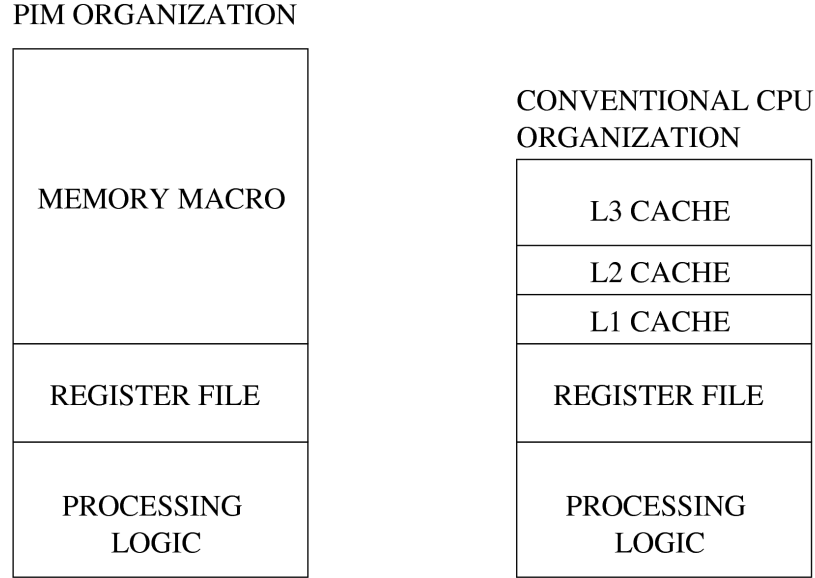 PIM ORGANIZATION
MEMORY MACRO
REGISTER FILE
PROCESSING
LOGIC
CONVENTIONAL CPU
ORGANIZATION
L3 CACHE
L2 CACHE
L1 CACHE
REGISTER FILE
PROCESSING
LOGIC